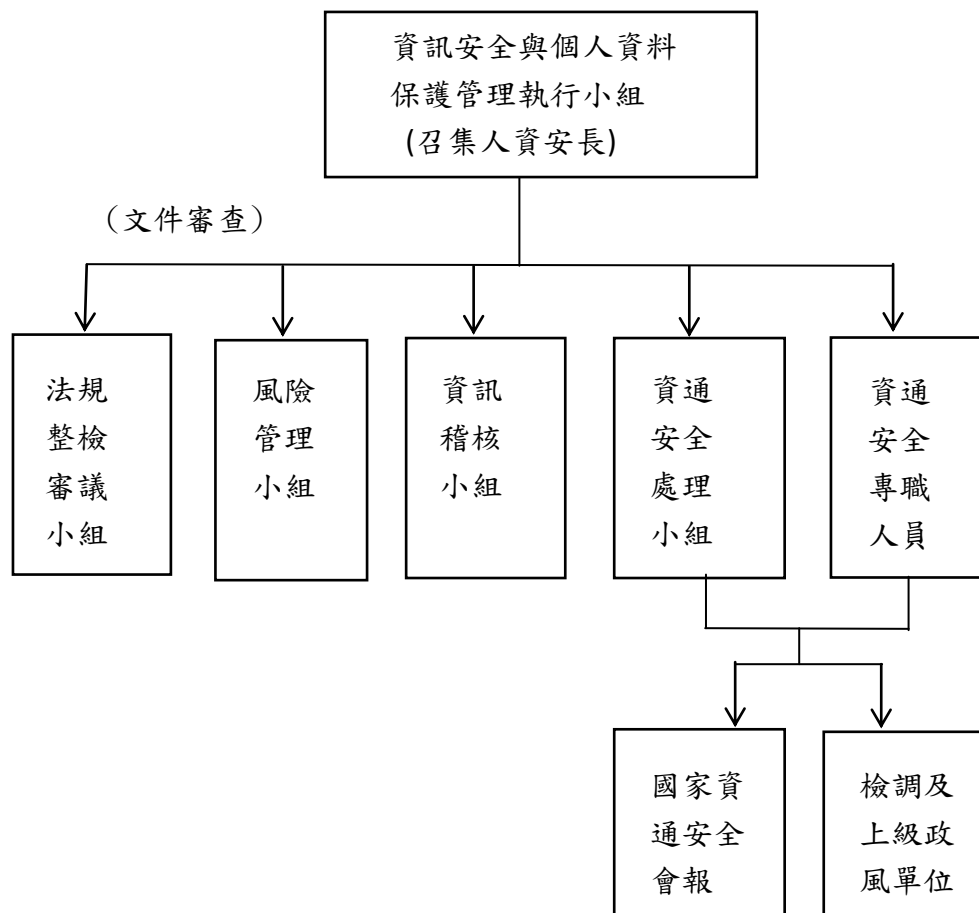 資訊安全與個人資料
保護管理執行小組
(召集人資安長)
（文件審查）
法規
整檢
審議
小組
風險
管理
小組
資訊
稽核
小組
資通
安全
處理
小組
資通
安全
專職
人員
國家資
通安全
會報
檢調及
上級政
風單位